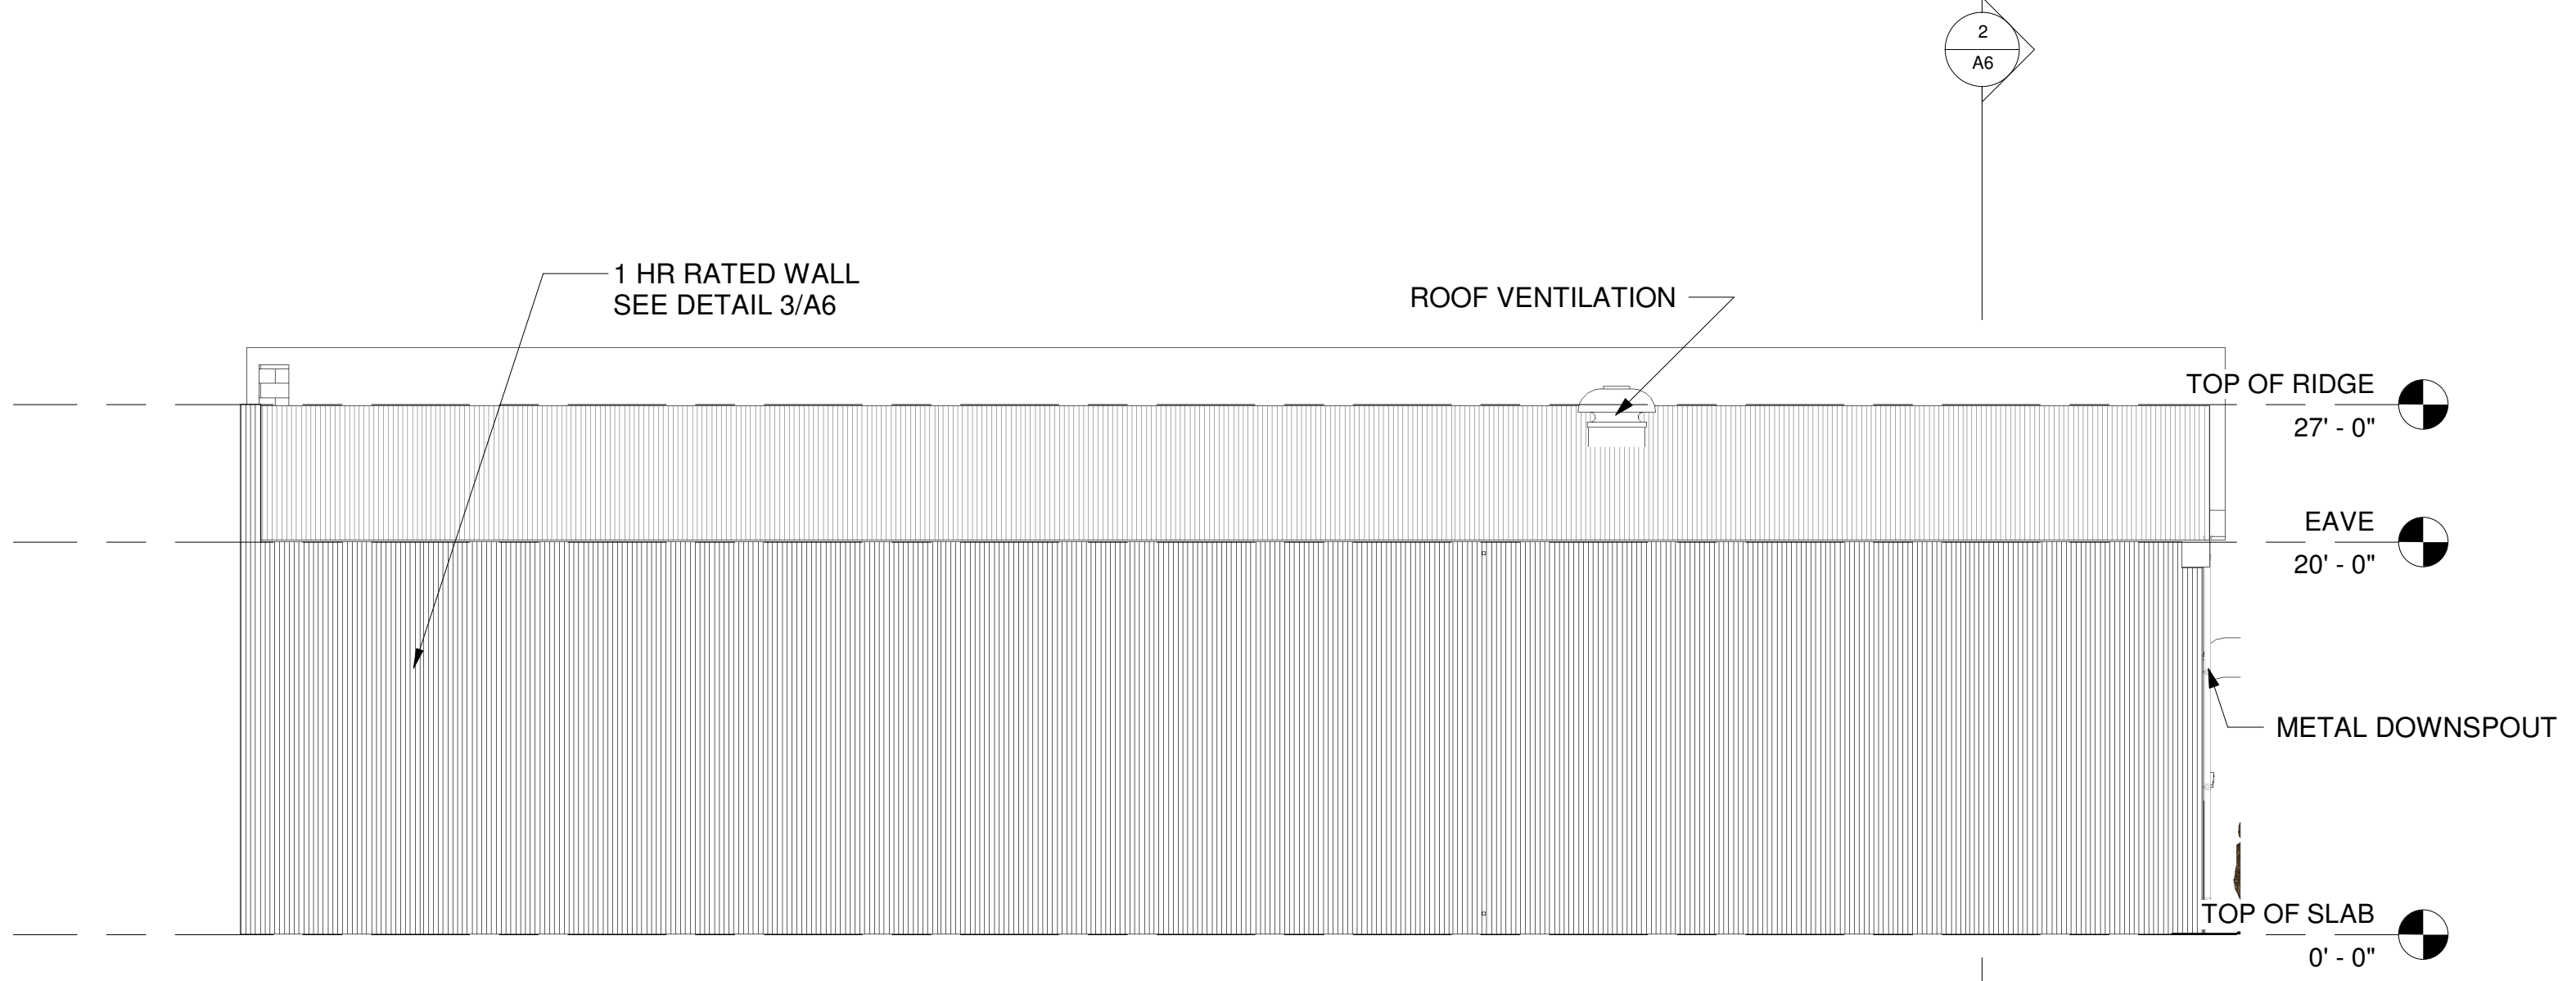 2
A6
1 HR RATED WALL
SEE DETAIL 3/A6
ROOF VENTILATION
TOP OF RIDGE
27' - 0"
EAVE
20' - 0"
METAL DOWNSPOUT
TOP OF SLAB
0' - 0"